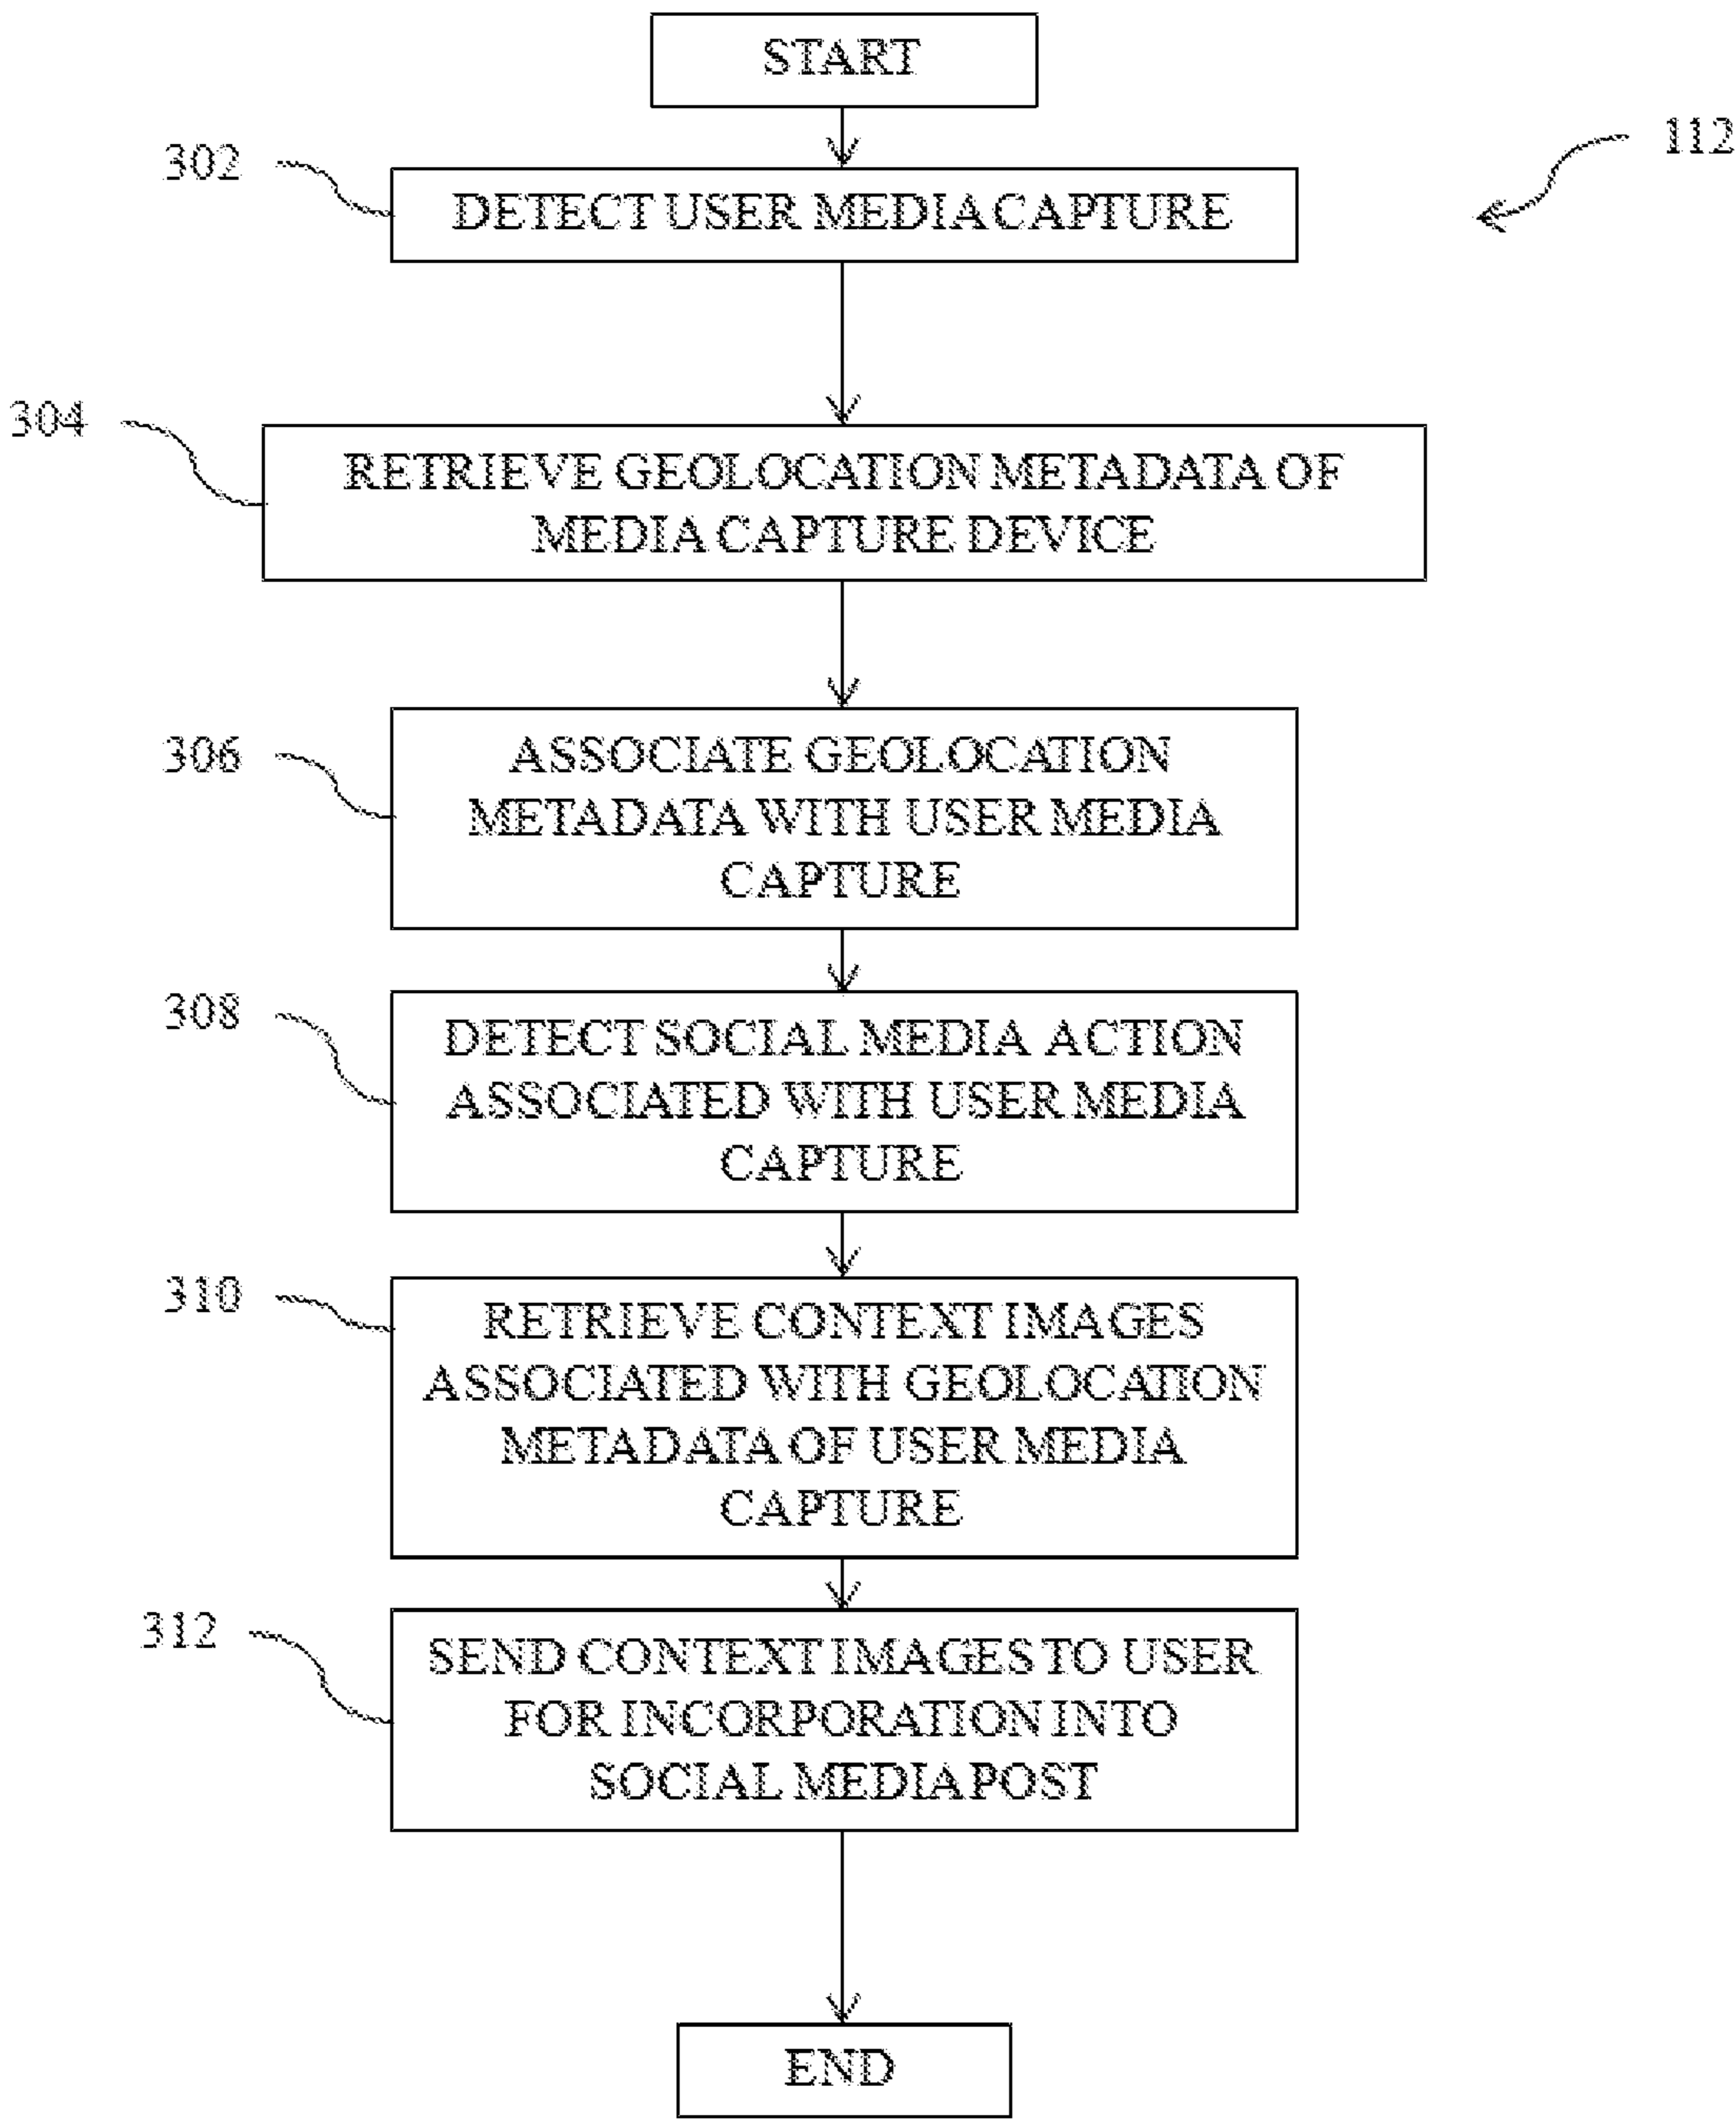 START
112
302
DETECT USER MEDIA CAPTURE
304
RETRIEVE GEOLOCATION METADATA OF
MEDIA CAPTURE DEVICE
306
ASSOCIATE GEOLOCATION
METADATA WITH USER MEDIA
CAPTURE
308
DETECT SOCIAL MEDIA ACTION
ASSOCIATED WITH USER MEDIA
CAPTURE
310
RETRIEVE CONTEXT IMAGES
ASSOCIATED WITH GEOLOCATION
METADATA OF USER MEDIA
CAPTURE
312
SEND CONTEXT IMAGES TO USER
FOR INCORPORATION INTO
SOCIAL MEDIA POST
END